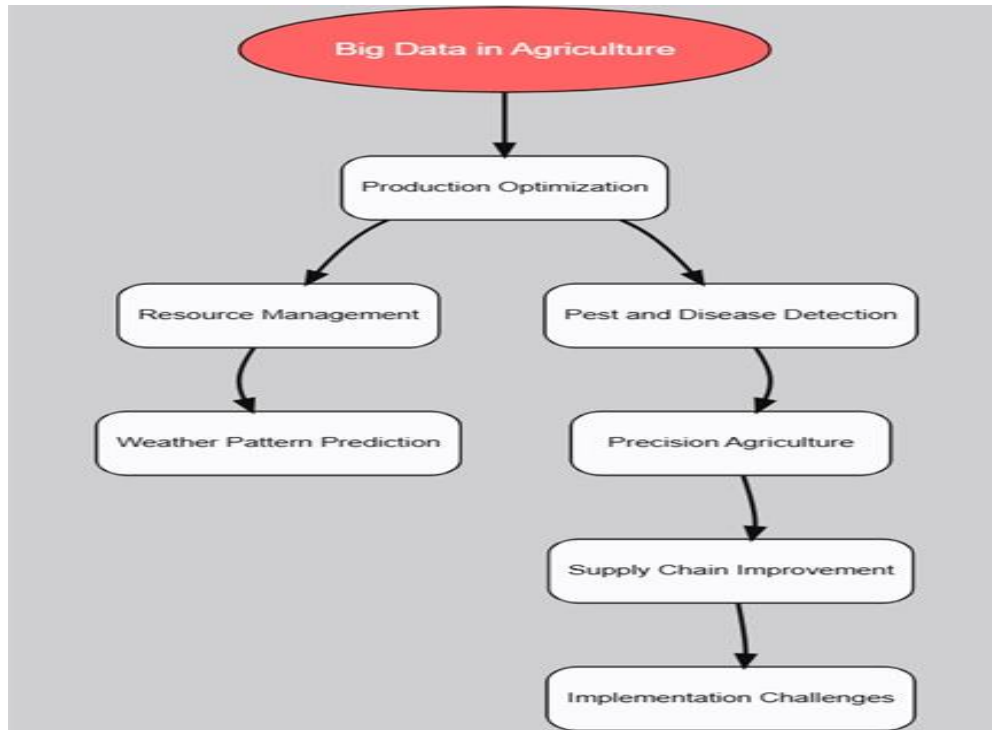 Big Data in Agriculture
Production Optimization
Resource Management
Pest and Disease Detection
Weather Pattern Prediction
Precision Agriculture
Supply Chain Improvement
Implementation Challenges